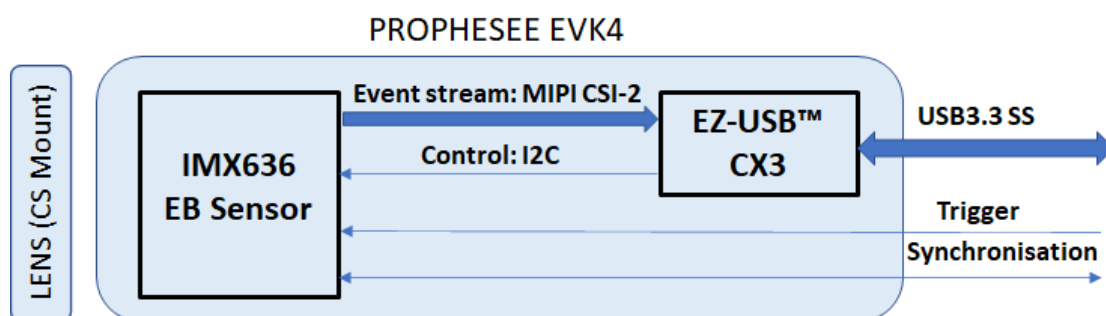 PROPHESEE EVK4
LENS (CS Mount)
IMX636
EB Sensor
Event stream: MIPI CSI-2
Control: I2C
EZ-USB™
CX3
USB3.3 SS
Trigger
Synchronisation